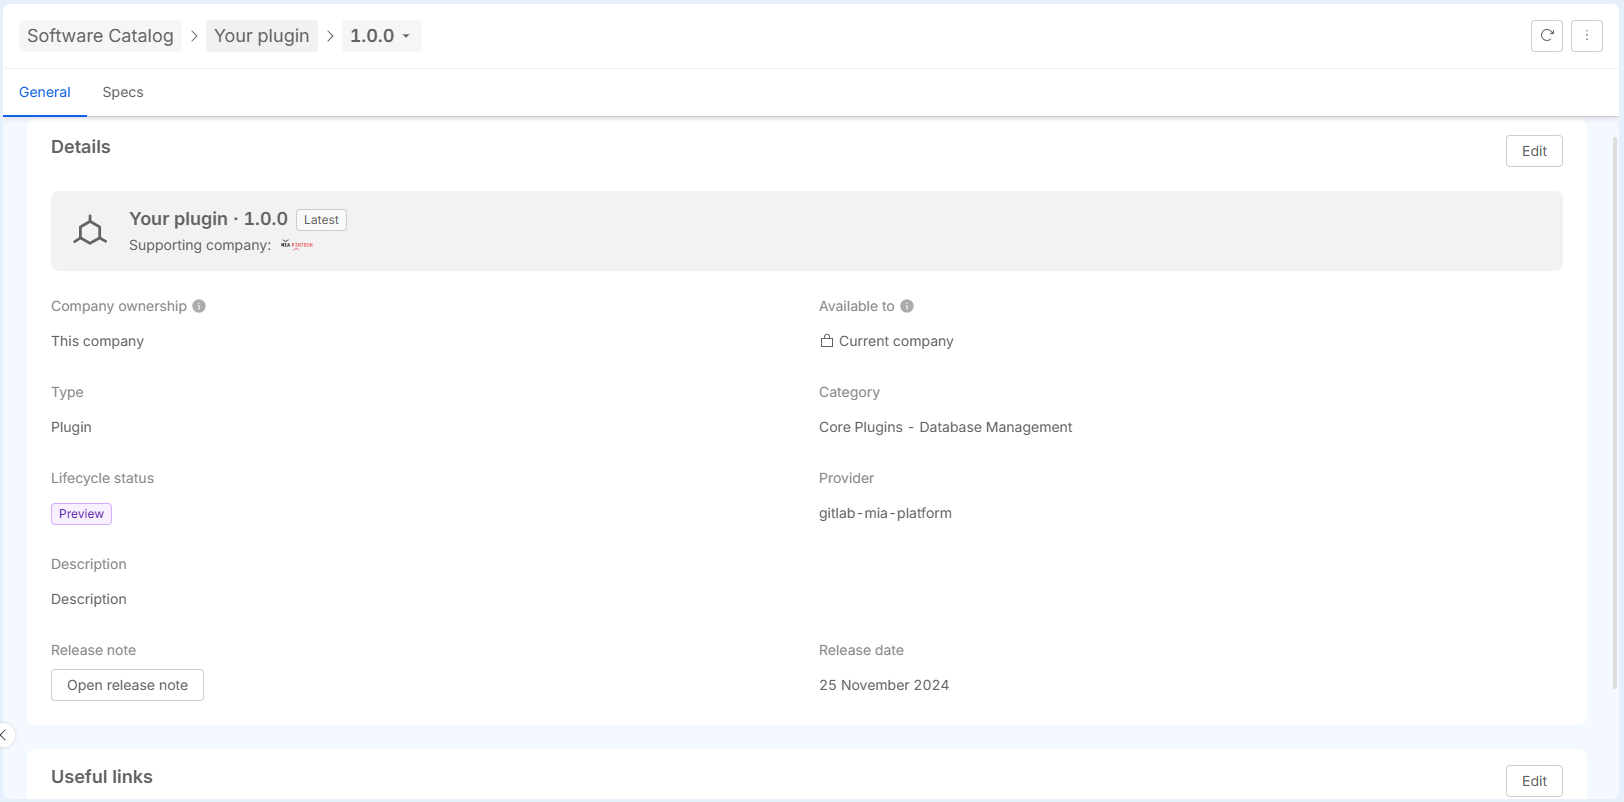 Software Catalog > Your plugin > 1.0.0
General Specs
Details Edit
Your plugin · 1.0.0 Latest
Supporting company: MIA FINTECH
Company ownership Available to
This company Current company
Type Category
Plugin Core Plugins - Database Management
Lifecycle status Provider
Preview gitlab-mia-platform
Description
Description
Release note Release date
Open release note 25 November 2024
Useful links Edit